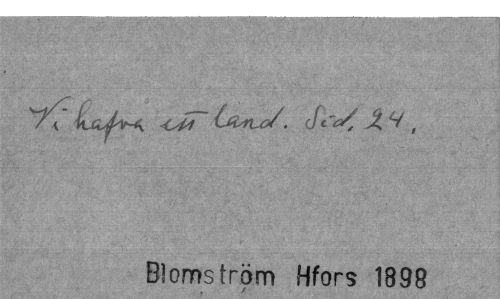 Vi hafva ett land. Sid. 24.
Blomström Hfors 1898